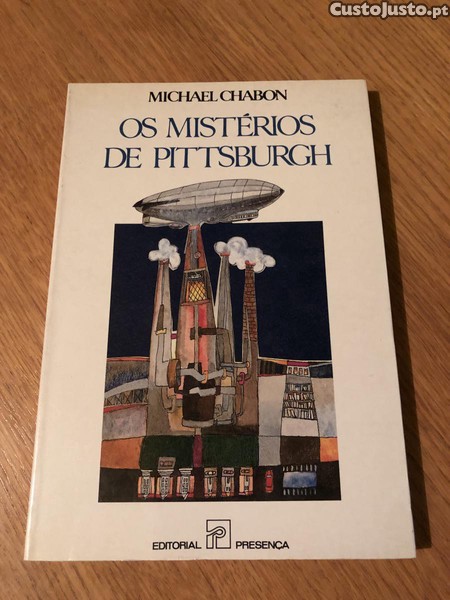 CustoJusto.pt
MICHAEL CHABON
OS MISTÉRIOS
DE PITTSBURGH
EDITORIAL PRESENÇA